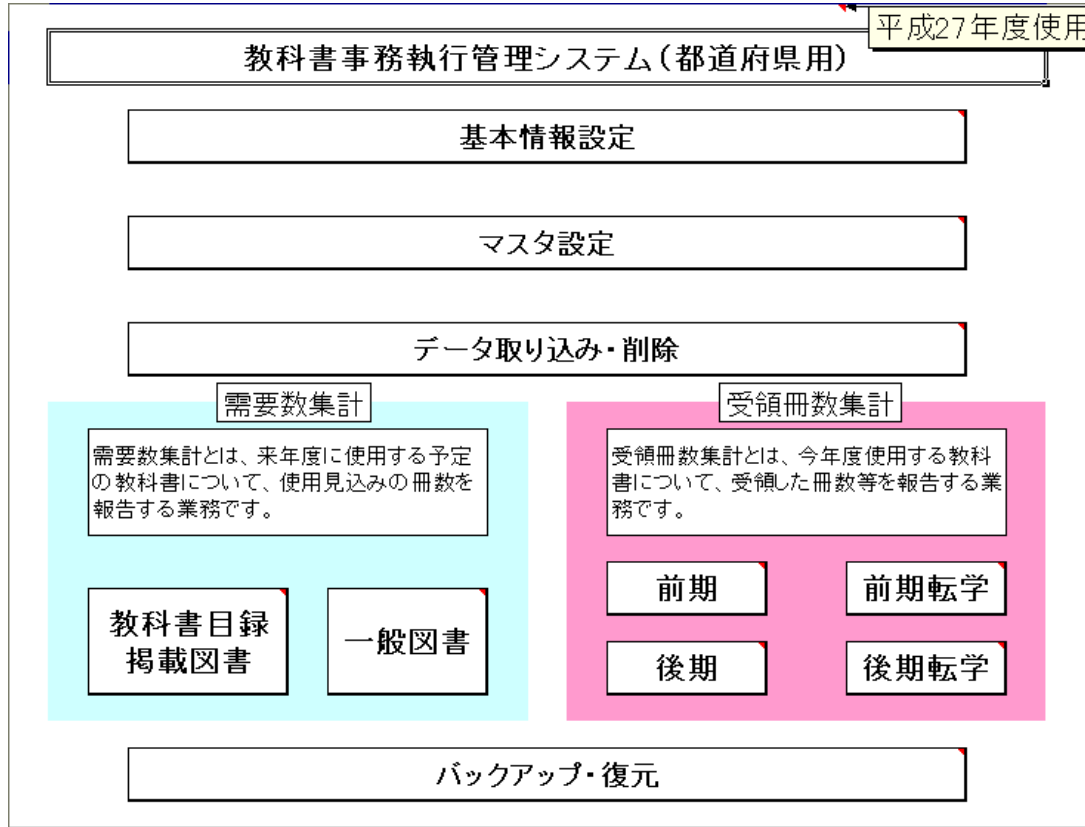 平成27年度使用
教科書事務執行管理システム(都道府県用)
基本情報設定
マスタ設定
データ取り込み・削除
需要数集計
需要数集計とは、来年度に使用する予定
の教科書について、使用見込みの冊数を
報告する業務です。
教科書目録
掲載図書
一般図書
受領冊数集計
受領冊数集計とは、今年度使用する教科
書について、受領した冊数等を報告する業
務です。
前期
前期転学
後期
後期転学
バックアップ・復元